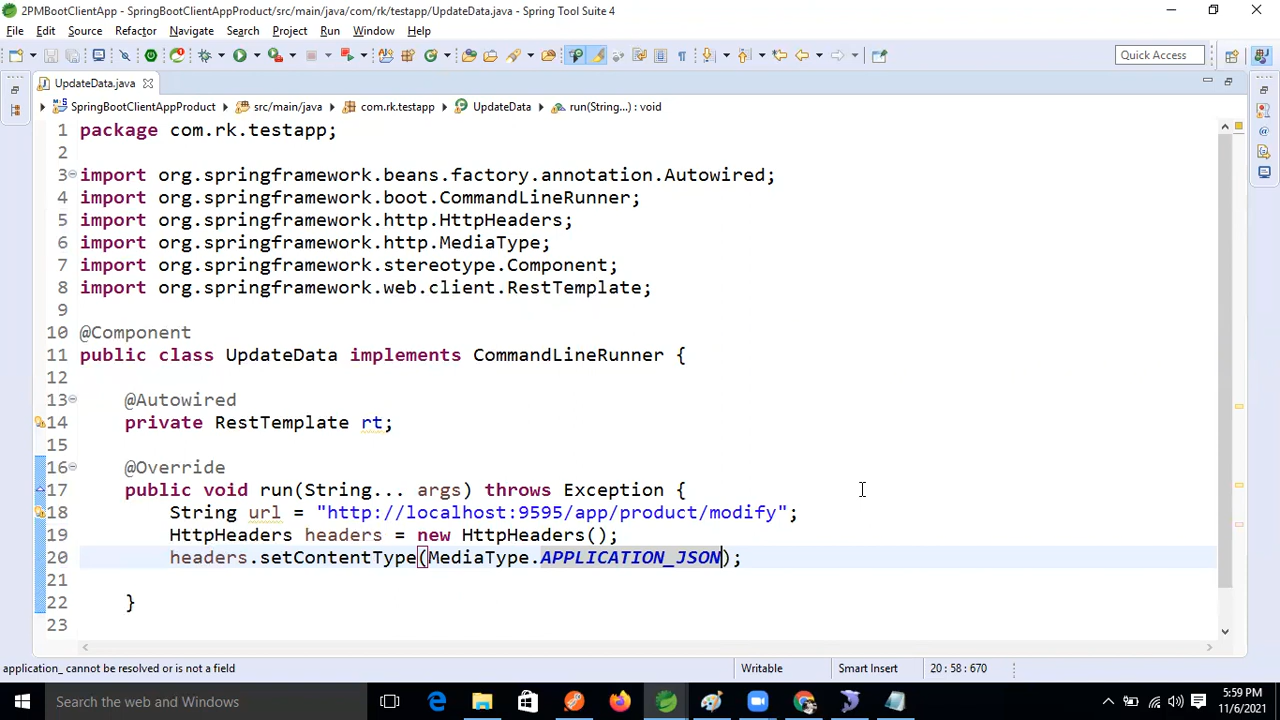 2PMBootClientApp - SpringBootClientAppProduct/src/main/java/com/rk/testapp/UpdateData.java - Spring Tool Suite 4
File Edit Source Refactor Navigate Search Project Run Window Help
Quick Access
UpdateData.java
SpringBootClientAppProduct src/main/java com.rk.testapp UpdateData run(String...) : void
1 package com.rk.testapp;
2
3 import org.springframework.beans.factory.annotation.Autowired;
4 import org.springframework.boot.CommandLineRunner;
5 import org.springframework.http.HttpHeaders;
6 import org.springframework.http.MediaType;
7 import org.springframework.stereotype.Component;
8 import org.springframework.web.client.RestTemplate;
9
10 @Component
11 public class UpdateData implements CommandLineRunner {
12
13 @Autowired
14 private RestTemplate rt;
15
16 @Override
17 public void run(String... args) throws Exception {
18 String url = "http://localhost:9595/app/product/modify";
19 HttpHeaders headers = new HttpHeaders();
20 headers.setContentType(MediaType.APPLICATION_JSON);
21
22 }
23
application_ cannot be resolved or is not a field Writable Smart Insert 20 : 58 : 670
Search the web and Windows
5:59 PM
11/6/2021